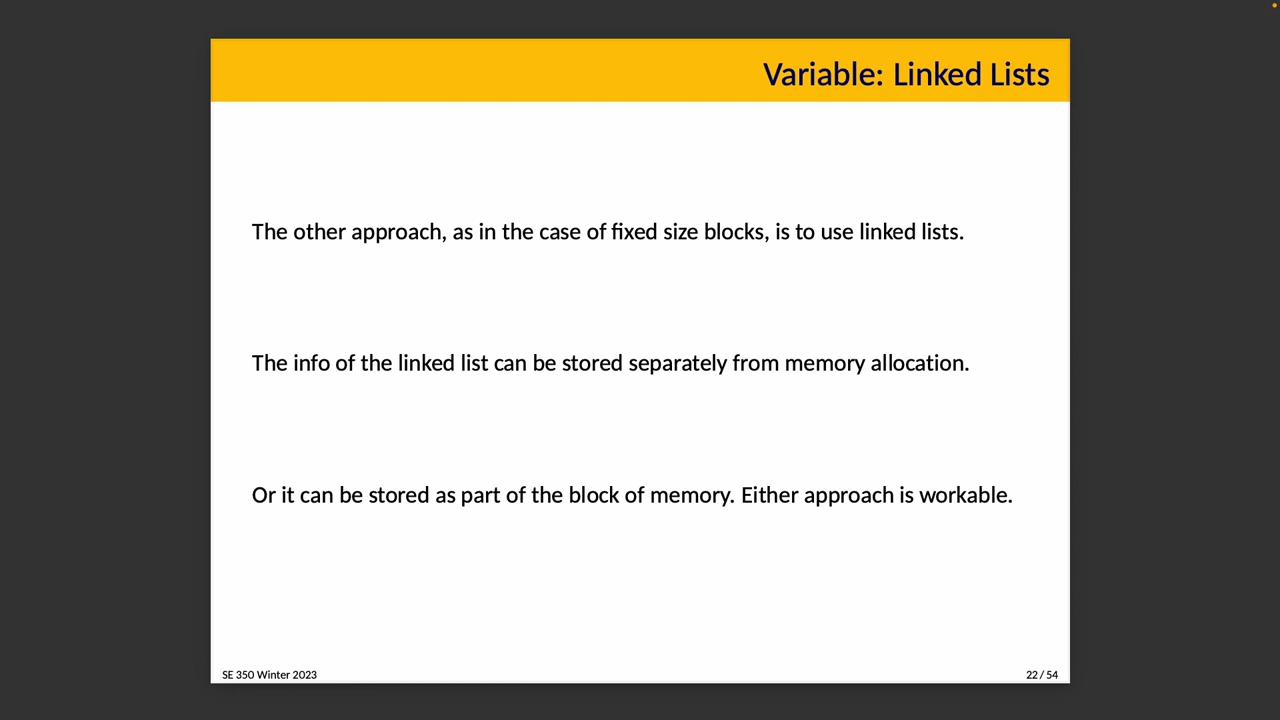 Variable: Linked Lists
The other approach, as in the case of fixed size blocks, is to use linked lists.
The info of the linked list can be stored separately from memory allocation.
Or it can be stored as part of the block of memory. Either approach is workable.
SE 350 Winter 2023
22 / 54